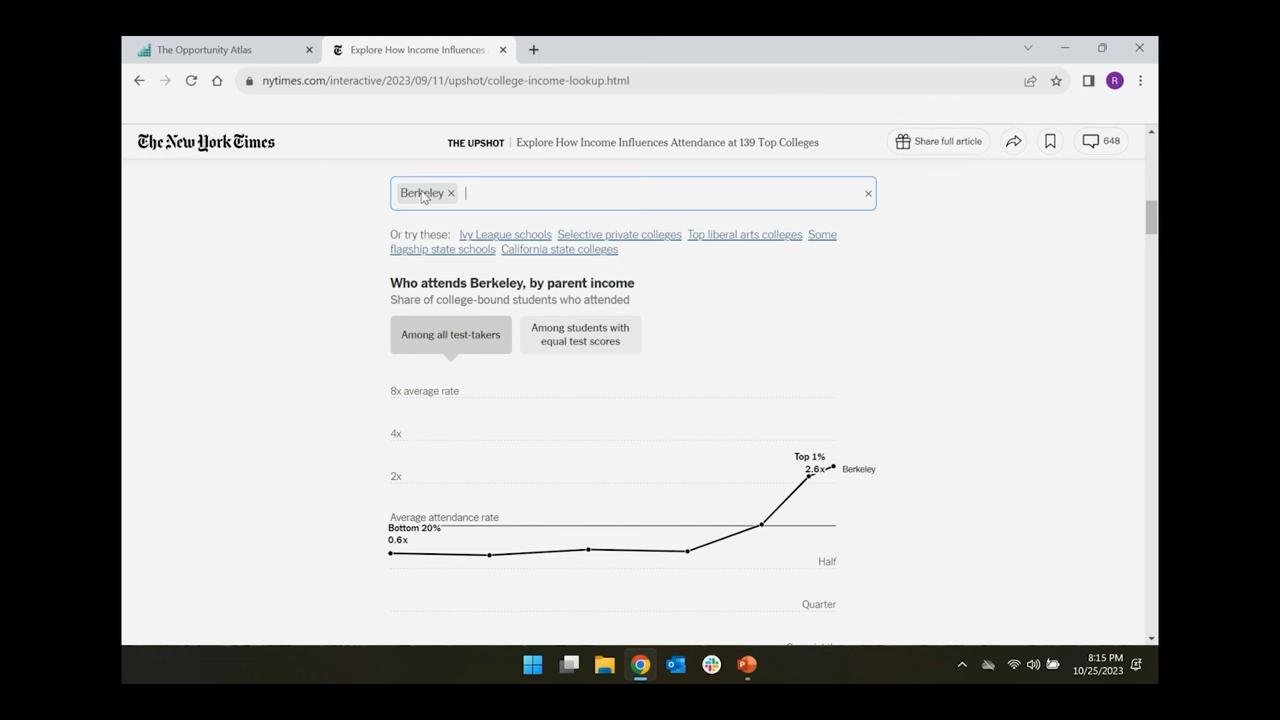 The Opportunity Atlas
Explore How Income Influences
nytimes.com/interactive/2023/09/11/upshot/college-income-lookup.html
R
The New York Times
THE UPSHOT | Explore How Income Influences Attendance at 139 Top Colleges
Share full article
648
Berkeley ×
Or try these: Ivy League schools Selective private colleges Top liberal arts colleges Some
flagship state schools California state colleges
Who attends Berkeley, by parent income
Share of college-bound students who attended
Among all test-takers
Among students with
equal test scores
8x average rate
4x
2x
Top 1%
2.6x
Berkeley
Average attendance rate
Bottom 20%
0.6x
Half
Quarter
8:15 PM
10/25/2023